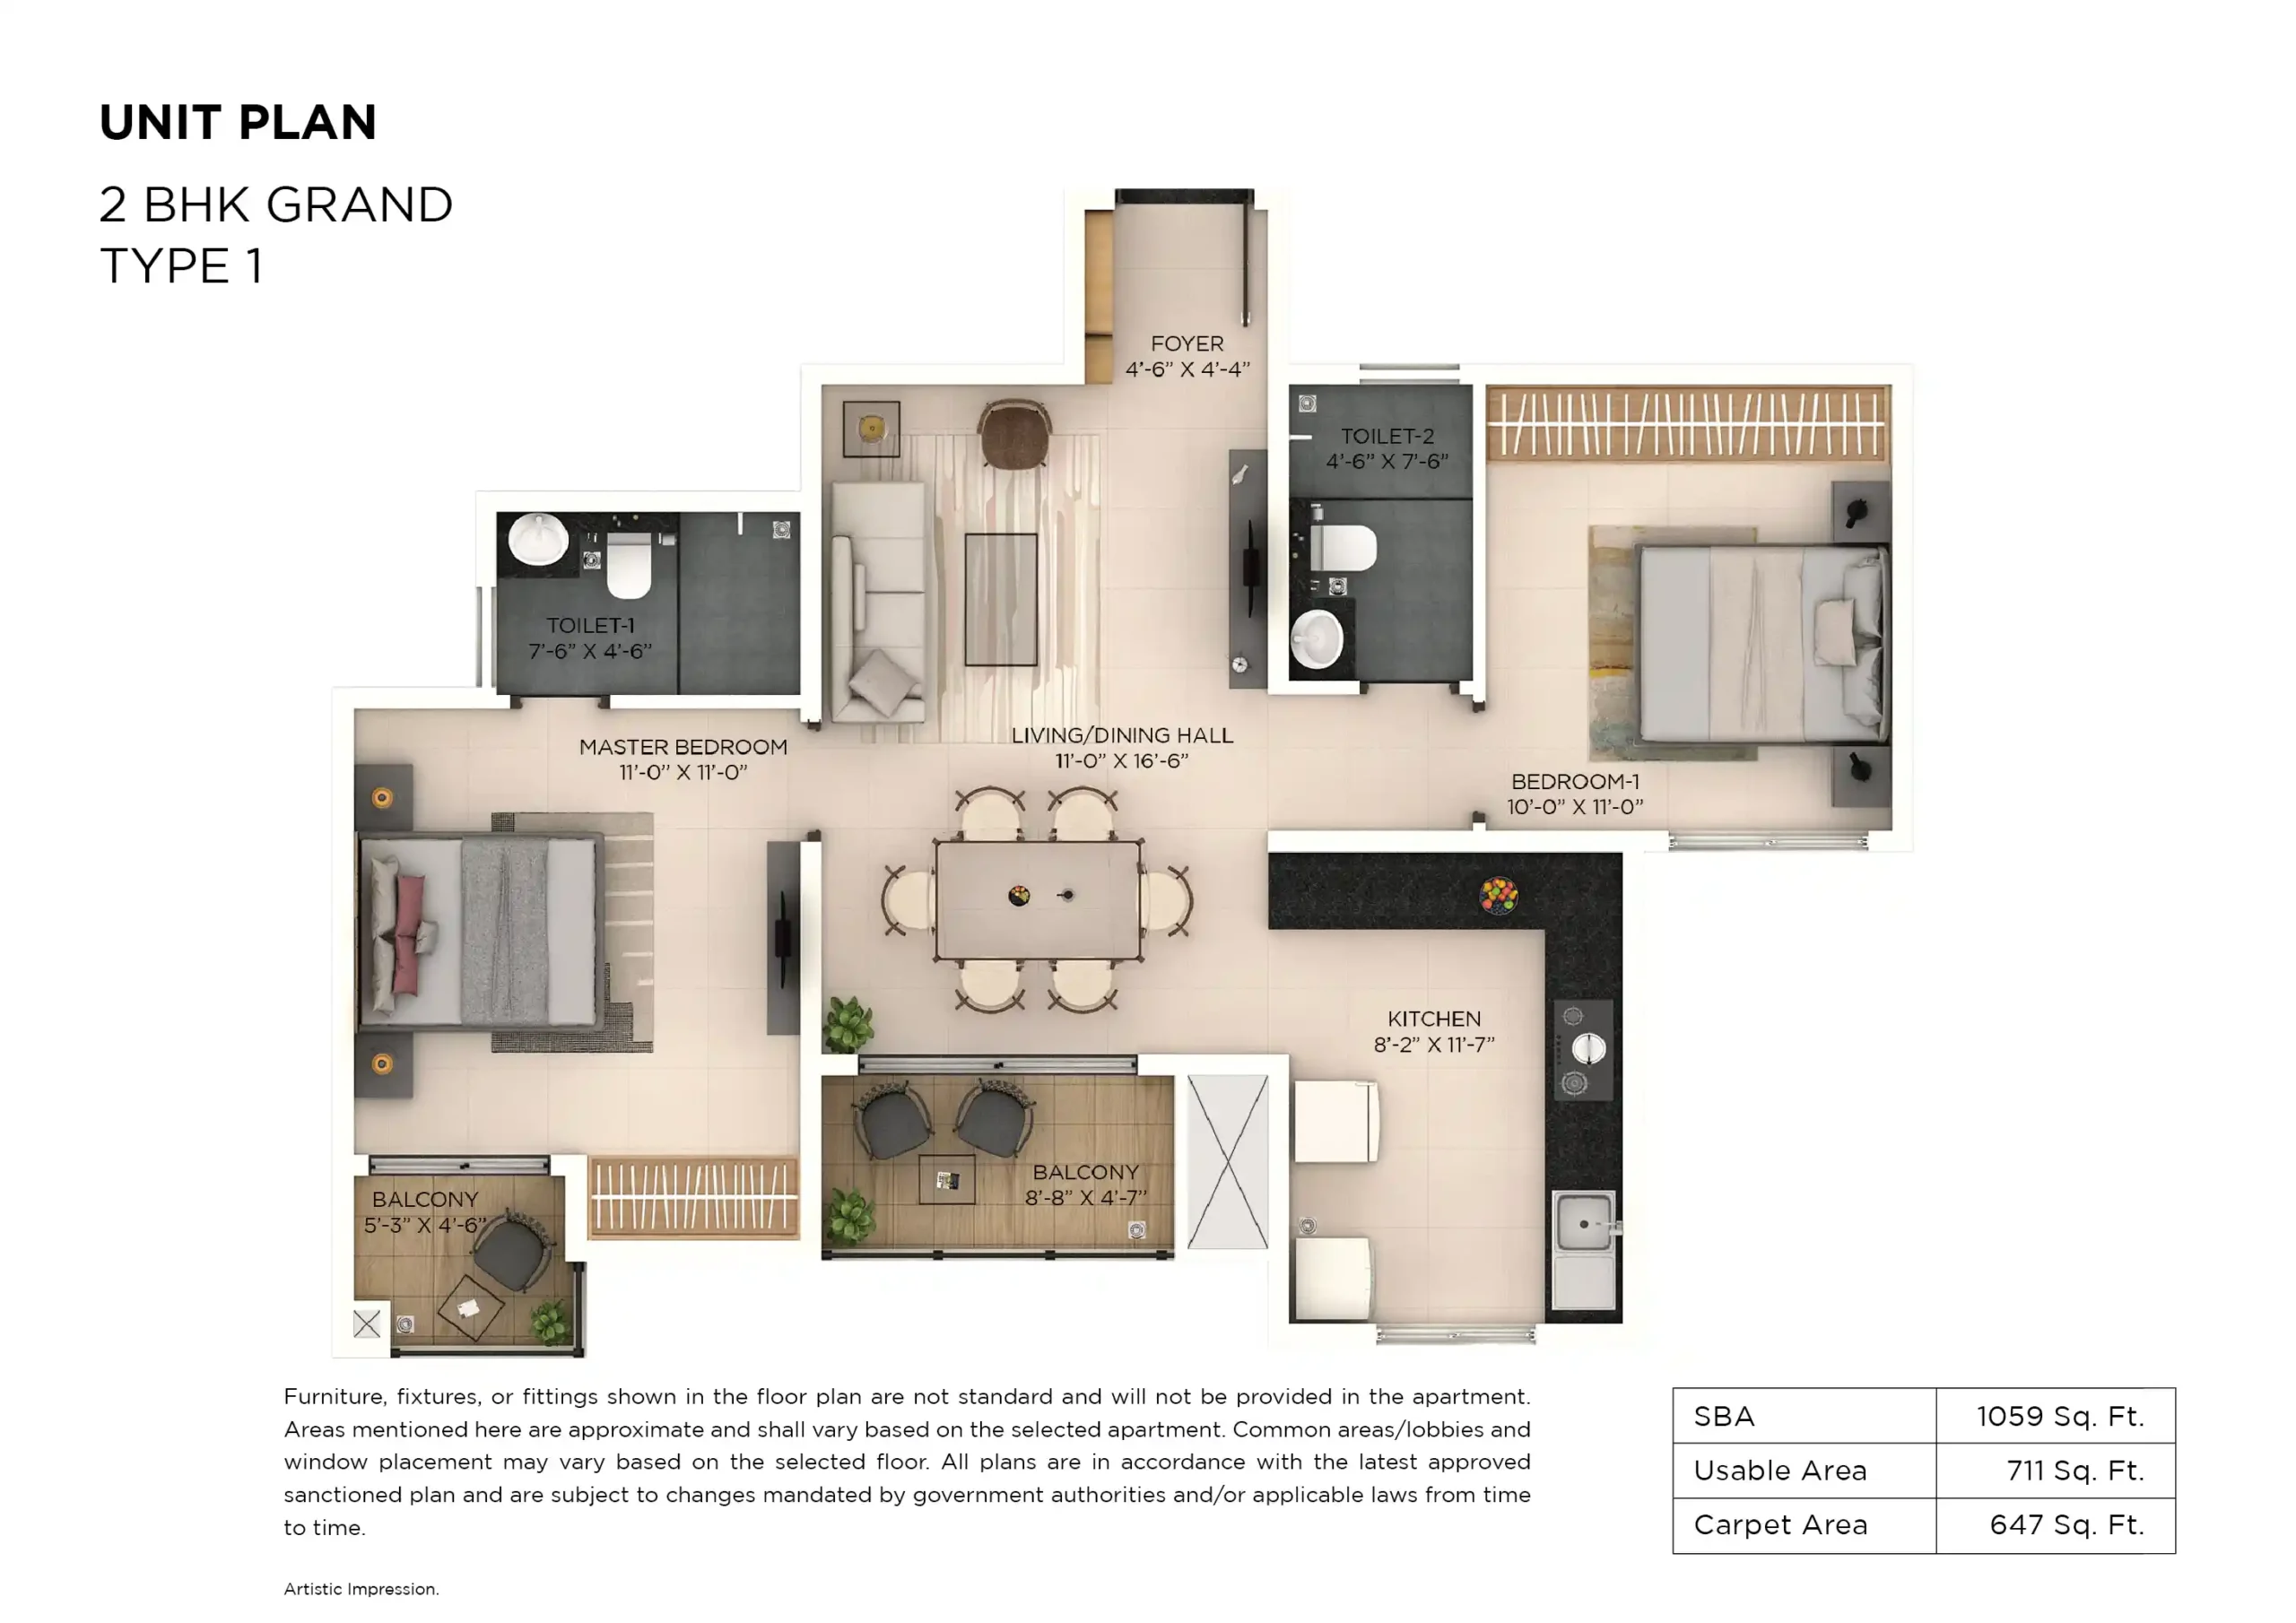 UNIT PLAN
2 BHK GRAND
TYPE 1
FOYER
4'-6" X 4'-4"
TOILET-2
4'-6" X 7'-6"
TOILET-1
7'-6" X 4'-6"
MASTER BEDROOM
11'-0" X 11'-0"
LIVING/DINING HALL
11'-0" X 16'-6"
BEDROOM-1
10'-0" X 11'-0"
KITCHEN
8'-2" X 11'-7"
BALCONY
8'-8" X 4'-7"
BALCONY
5'-3" X 4'-6"
Furniture, fixtures, or fittings shown in the floor plan are not standard and will not be provided in the apartment.
Areas mentioned here are approximate and shall vary based on the selected apartment. Common areas/lobbies and
window placement may vary based on the selected floor. All plans are in accordance with the latest approved
sanctioned plan and are subject to changes mandated by government authorities and/or applicable laws from time
to time.
Artistic Impression.
SBA 1059 Sq. Ft.
Usable Area 711 Sq. Ft.
Carpet Area 647 Sq. Ft.